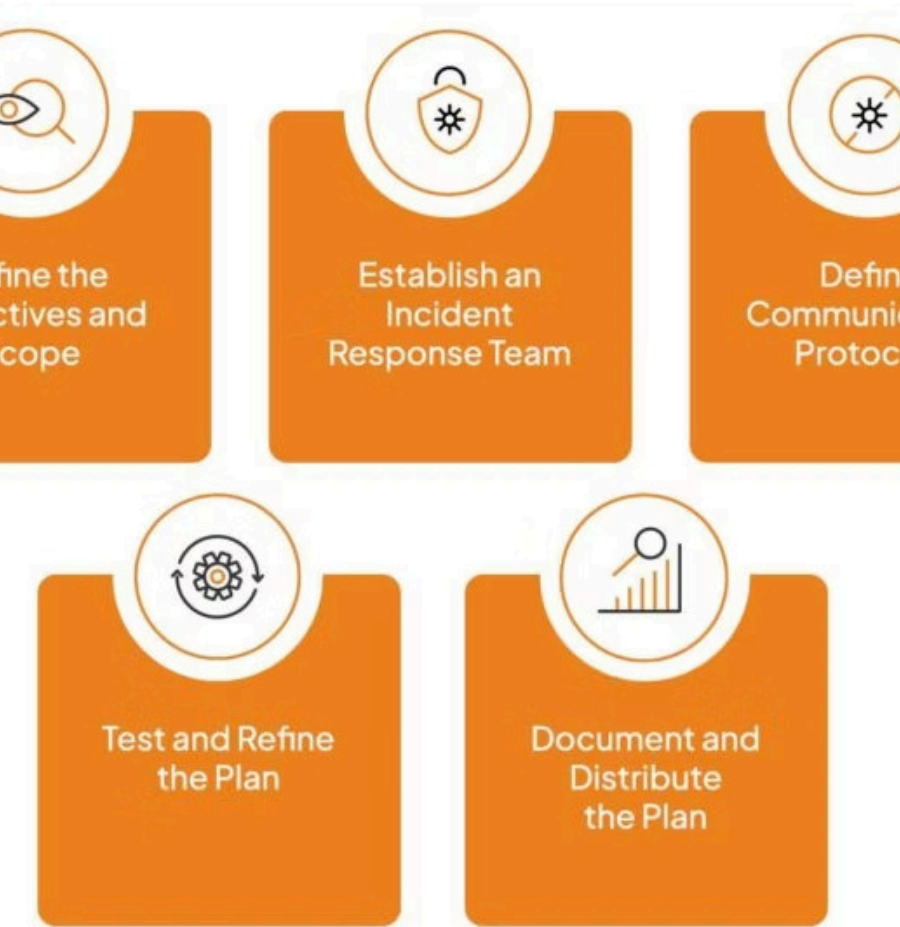 fine the
ctives and
cope
Establish an
Incident
Response Team
Defin
Communic
Protoc
Test and Refine
the Plan
Document and
Distribute
the Plan